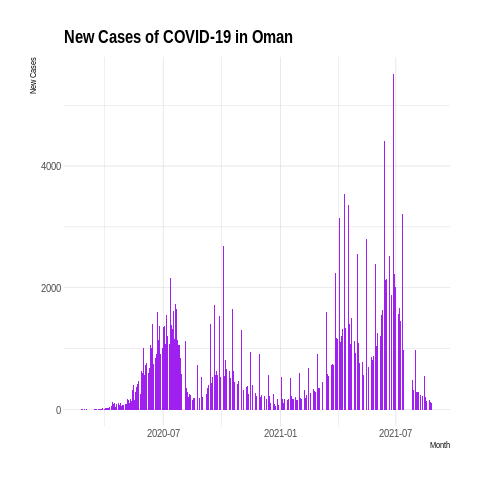 New Cases of COVID-19 in Oman
New Cases
4000
2000
0
2020-07
2021-01
2021-07
Month